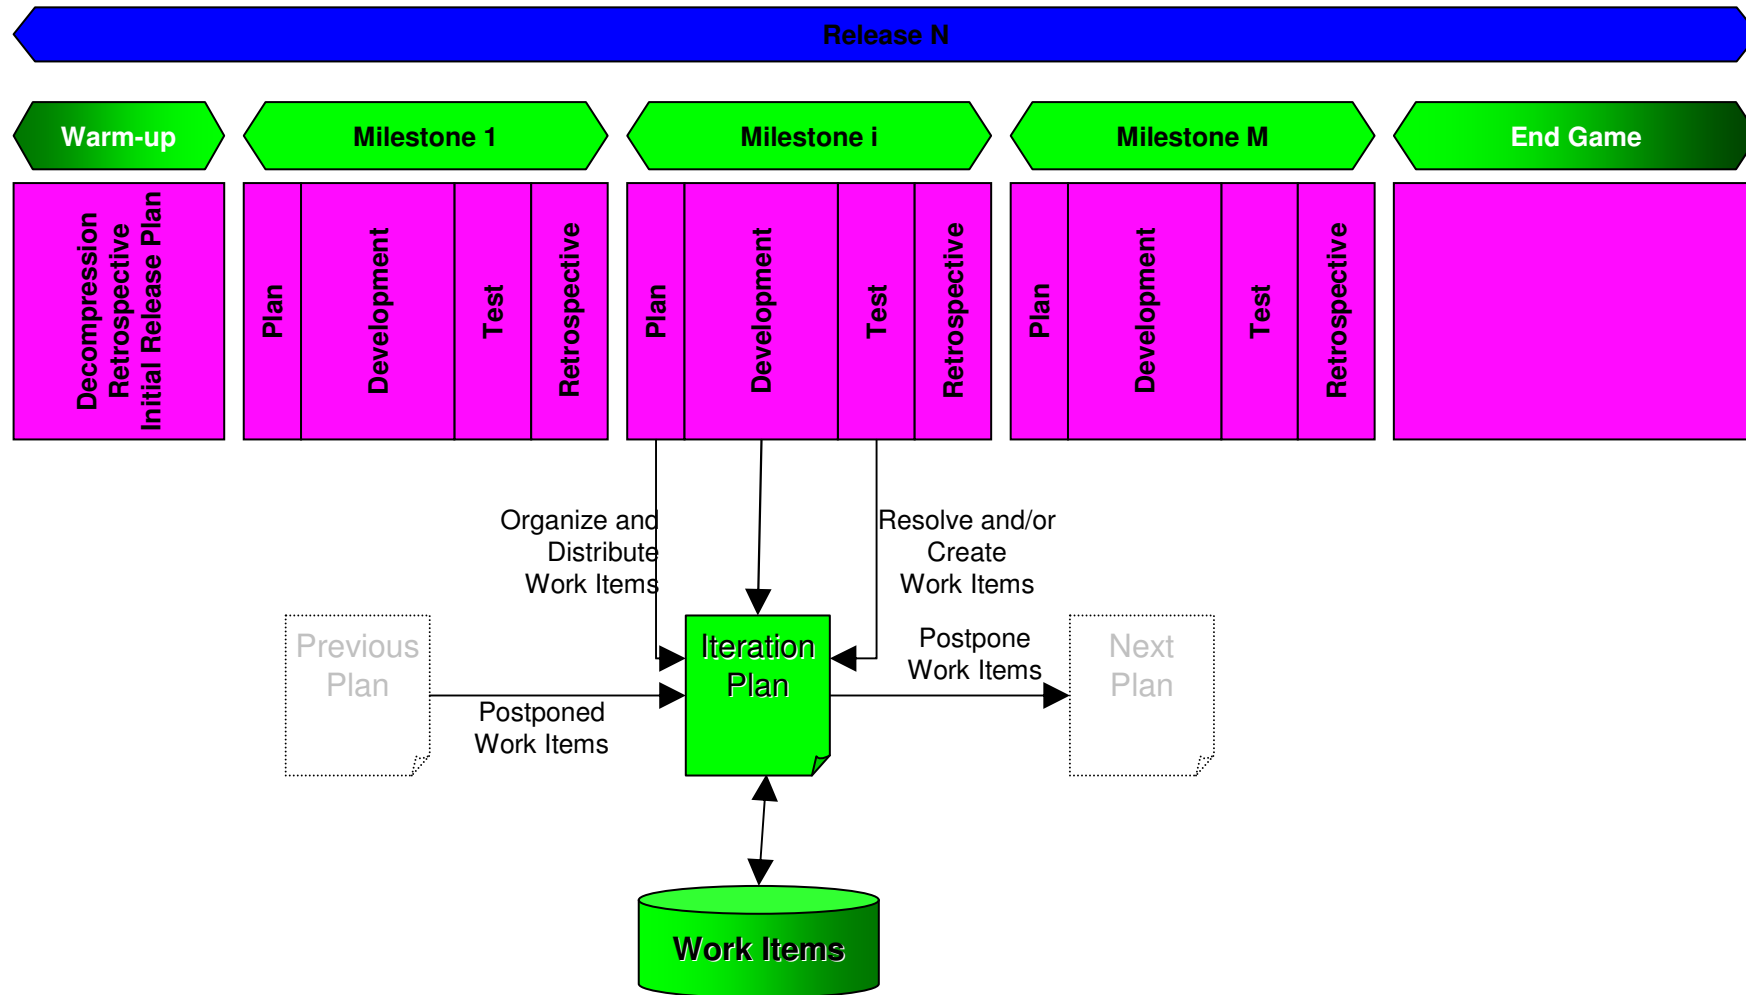 Release N
Warm-up
Milestone 1
Milestone i
Milestone M
End Game
Decompression
Retrospective
Initial Release Plan
Plan
Development
Test
Retrospective
Plan
Development
Test
Retrospective
Plan
Development
Test
Retrospective
Organize and
Distribute
Work Items
Resolve and/or
Create
Work Items
Previous
Plan
Postponed
Work Items
Iteration
Plan
Postpone
Work Items
Next
Plan
Work Items